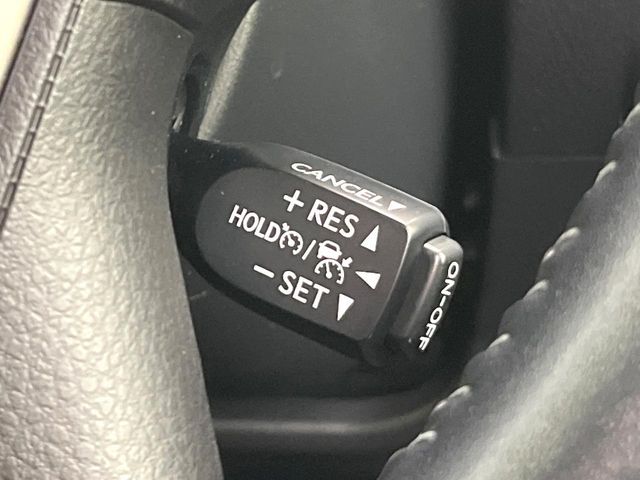 CANCEL▼
+ RES ▲
HOLD / ◀
− SET ▼
ON-OFF